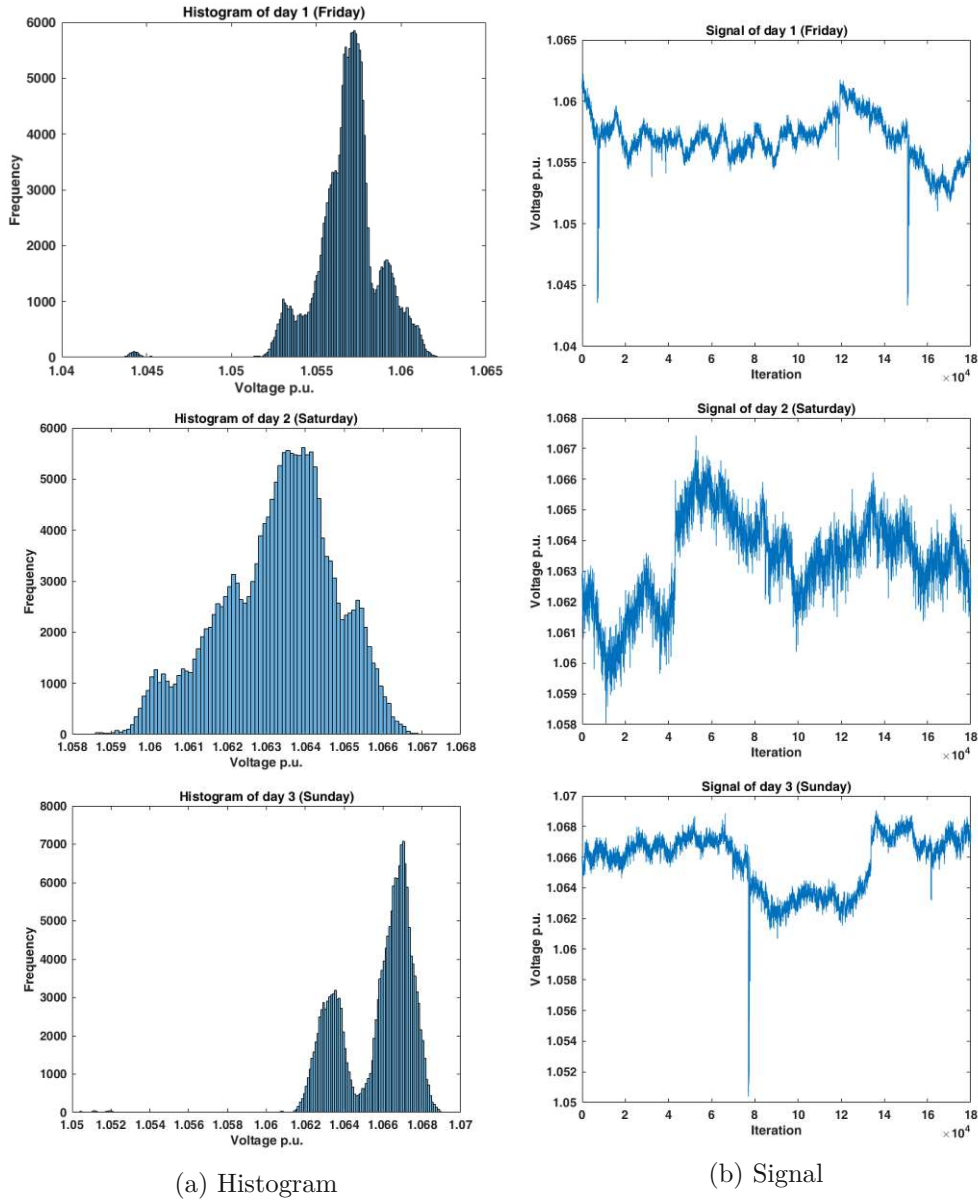 Histogram of day 1 (Friday)
6000
5000
4000
3000
2000
1000
0
Frequency
1.04 1.045 1.05 1.055 1.06 1.065
Voltage p.u.
Signal of day 1 (Friday)
1.065
1.06
1.055
1.05
1.045
1.04
Voltage p.u.
0 2 4 6 8 10 12 14 16 18
Iteration ×10⁴
Histogram of day 2 (Saturday)
6000
5000
4000
3000
2000
1000
0
Frequency
1.058 1.059 1.06 1.061 1.062 1.063 1.064 1.065 1.066 1.067 1.068
Voltage p.u.
Signal of day 2 (Saturday)
1.068
1.067
1.066
1.065
1.064
1.063
1.062
1.061
1.06
1.059
1.058
Voltage p.u.
0 2 4 6 8 10 12 14 16 18
Iteration ×10⁴
Histogram of day 3 (Sunday)
8000
7000
6000
5000
4000
3000
2000
1000
0
Frequency
1.05 1.052 1.054 1.056 1.058 1.06 1.062 1.064 1.066 1.068 1.07
Voltage p.u.
Signal of day 3 (Sunday)
1.07
1.068
1.066
1.064
1.062
1.06
1.058
1.056
1.054
1.052
1.05
Voltage p.u.
0 2 4 6 8 10 12 14 16 18
Iteration ×10⁴
(a) Histogram
(b) Signal